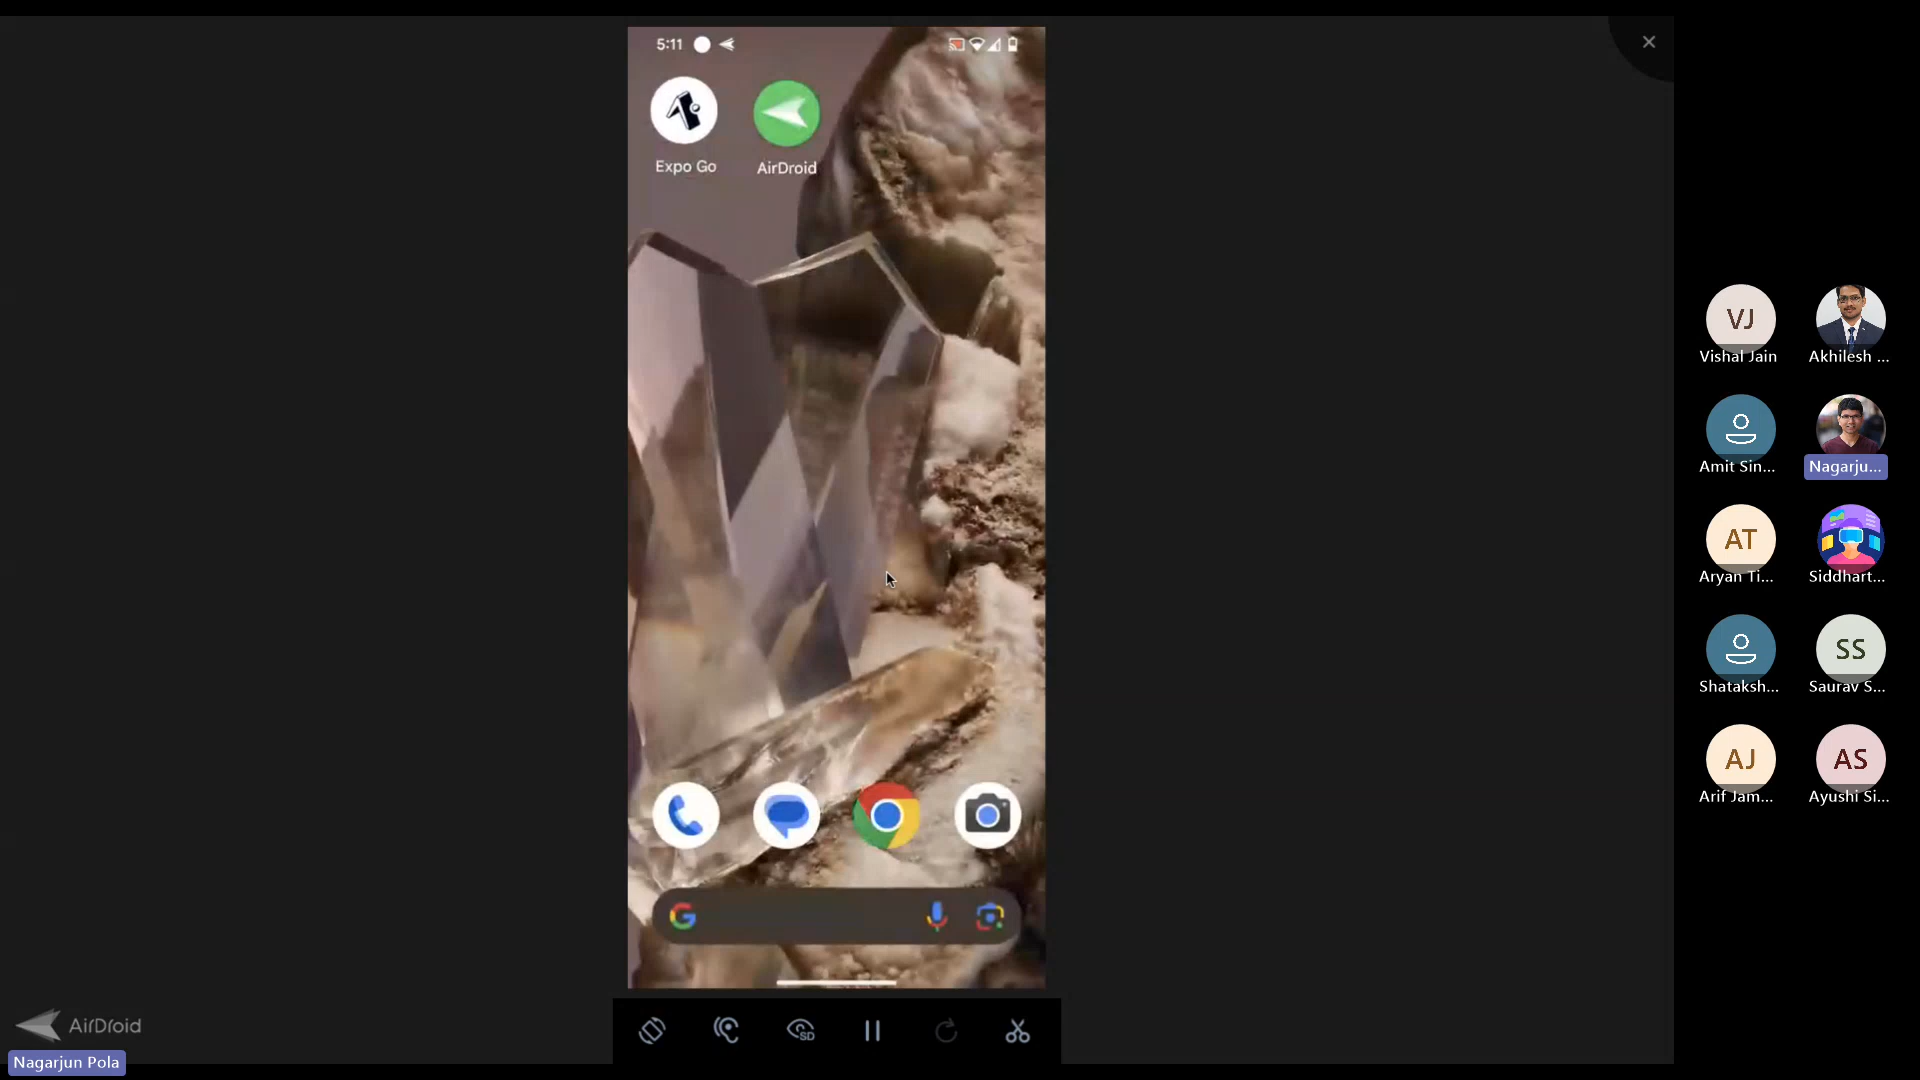 5:11
Expo Go
AirDroid
VJ
Vishal Jain
Akhilesh ...
Amit Sin...
Nagarju...
AT
Aryan Ti...
Siddhart...
Shataksh...
SS
Saurav S...
AJ
Arif Jam...
AS
Ayushi Si...
G
SD
AirDroid
Nagarjun Pola